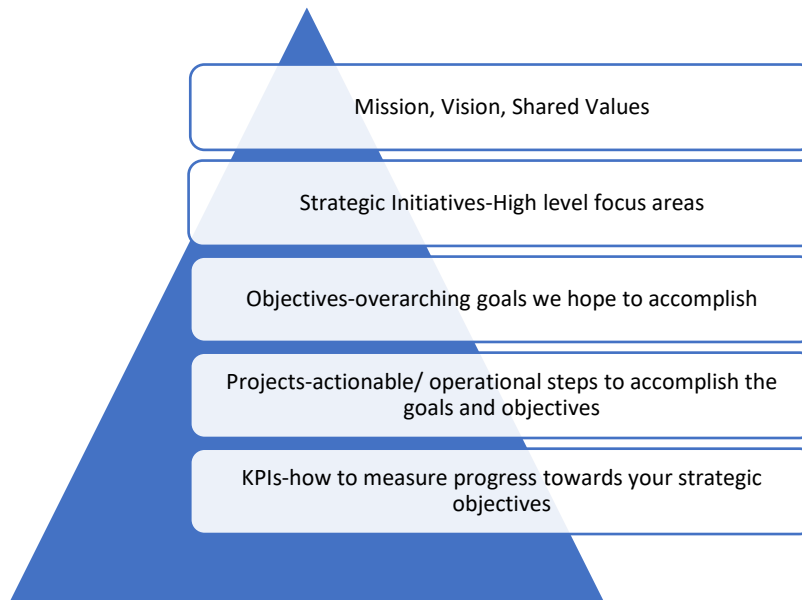 Mission, Vision, Shared Values
Strategic Initiatives-High level focus areas
Objectives-overarching goals we hope to accomplish
Projects-actionable/ operational steps to accomplish the
goals and objectives
KPIs-how to measure progress towards your strategic
objectives